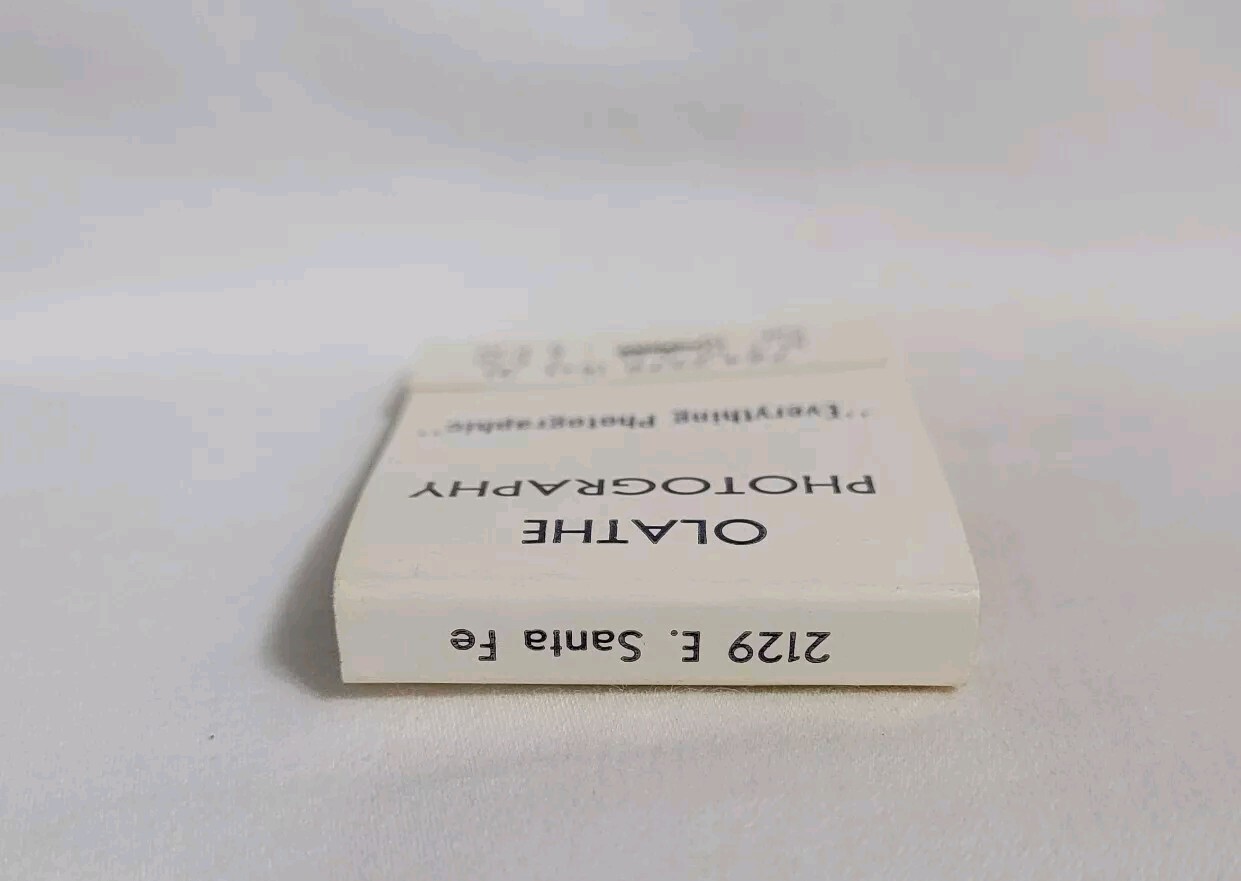 2129 E. Santa Fe
OLATHE
PHOTOGRAPHY
"Everything Photographic"